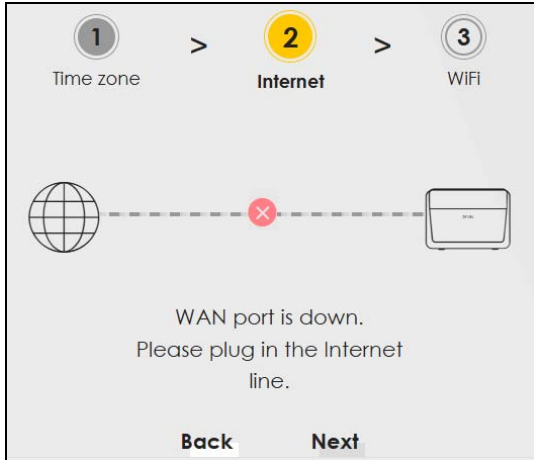 1 > 2 > 3
Time zone Internet WiFi
WAN port is down.
Please plug in the Internet
line.
Back Next